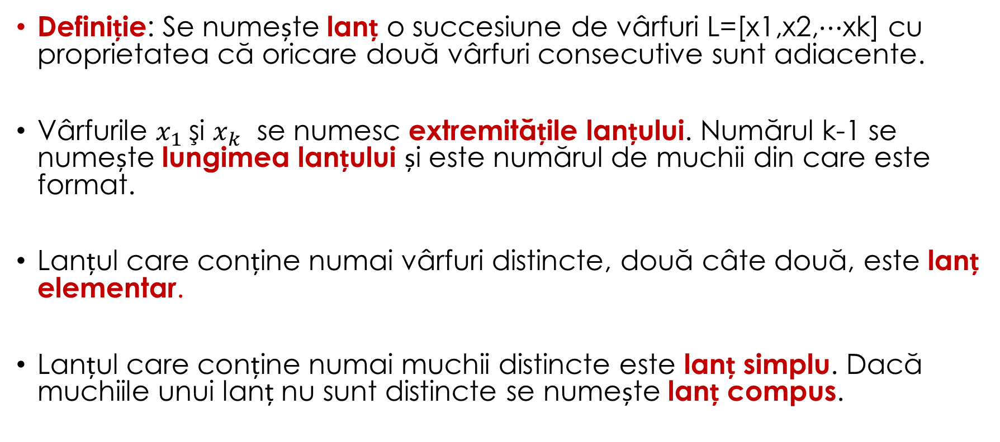 • Definiție: Se numește lanț o succesiune de vârfuri L=[x1,x2,⋯xk] cu
proprietatea că oricare două vârfuri consecutive sunt adiacente.
• Vârfurile 𝑥₁ şi 𝑥ₖ se numesc extremitățile lanțului. Numărul k-1 se
numește lungimea lanțului și este numărul de muchii din care este
format.
• Lanțul care conține numai vârfuri distincte, două câte două, este lanț
elementar.
• Lanțul care conține numai muchii distincte este lanț simplu. Dacă
muchiile unui lanț nu sunt distincte se numește lanț compus.